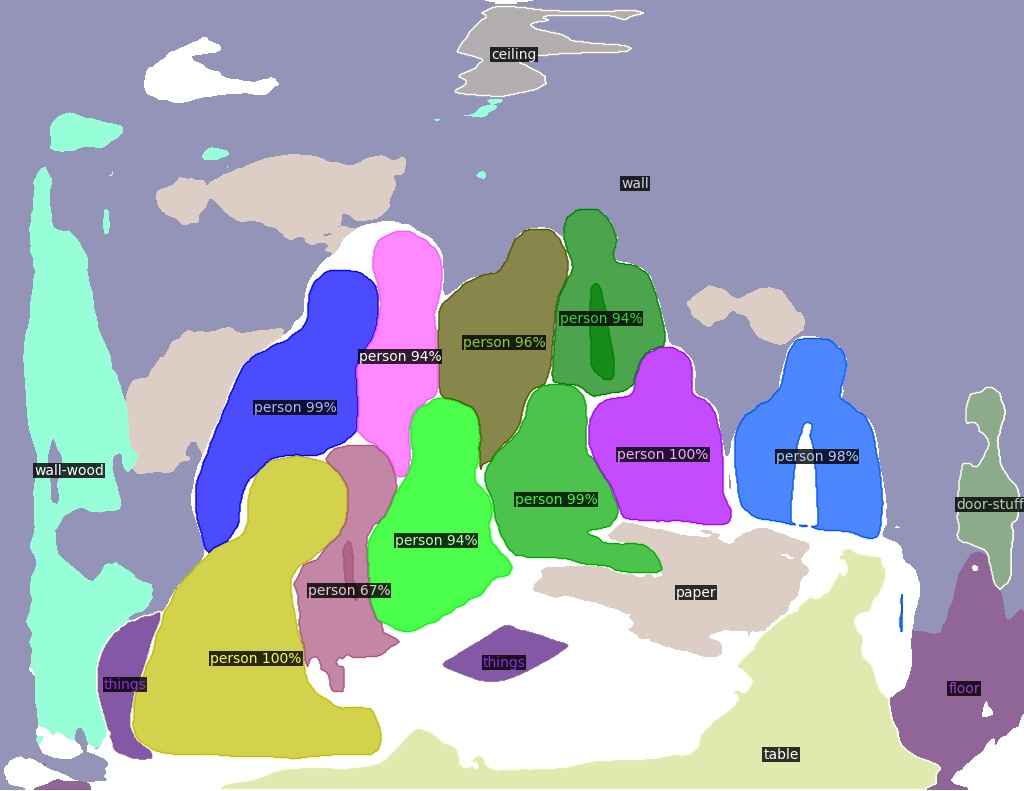 ceiling
wall
person 94%
person 94%
person 96%
person 99%
person 100%
person 98%
wall-wood
person 99%
door-stuff
person 94%
person 67%
paper
person 100%
things
things
floor
table